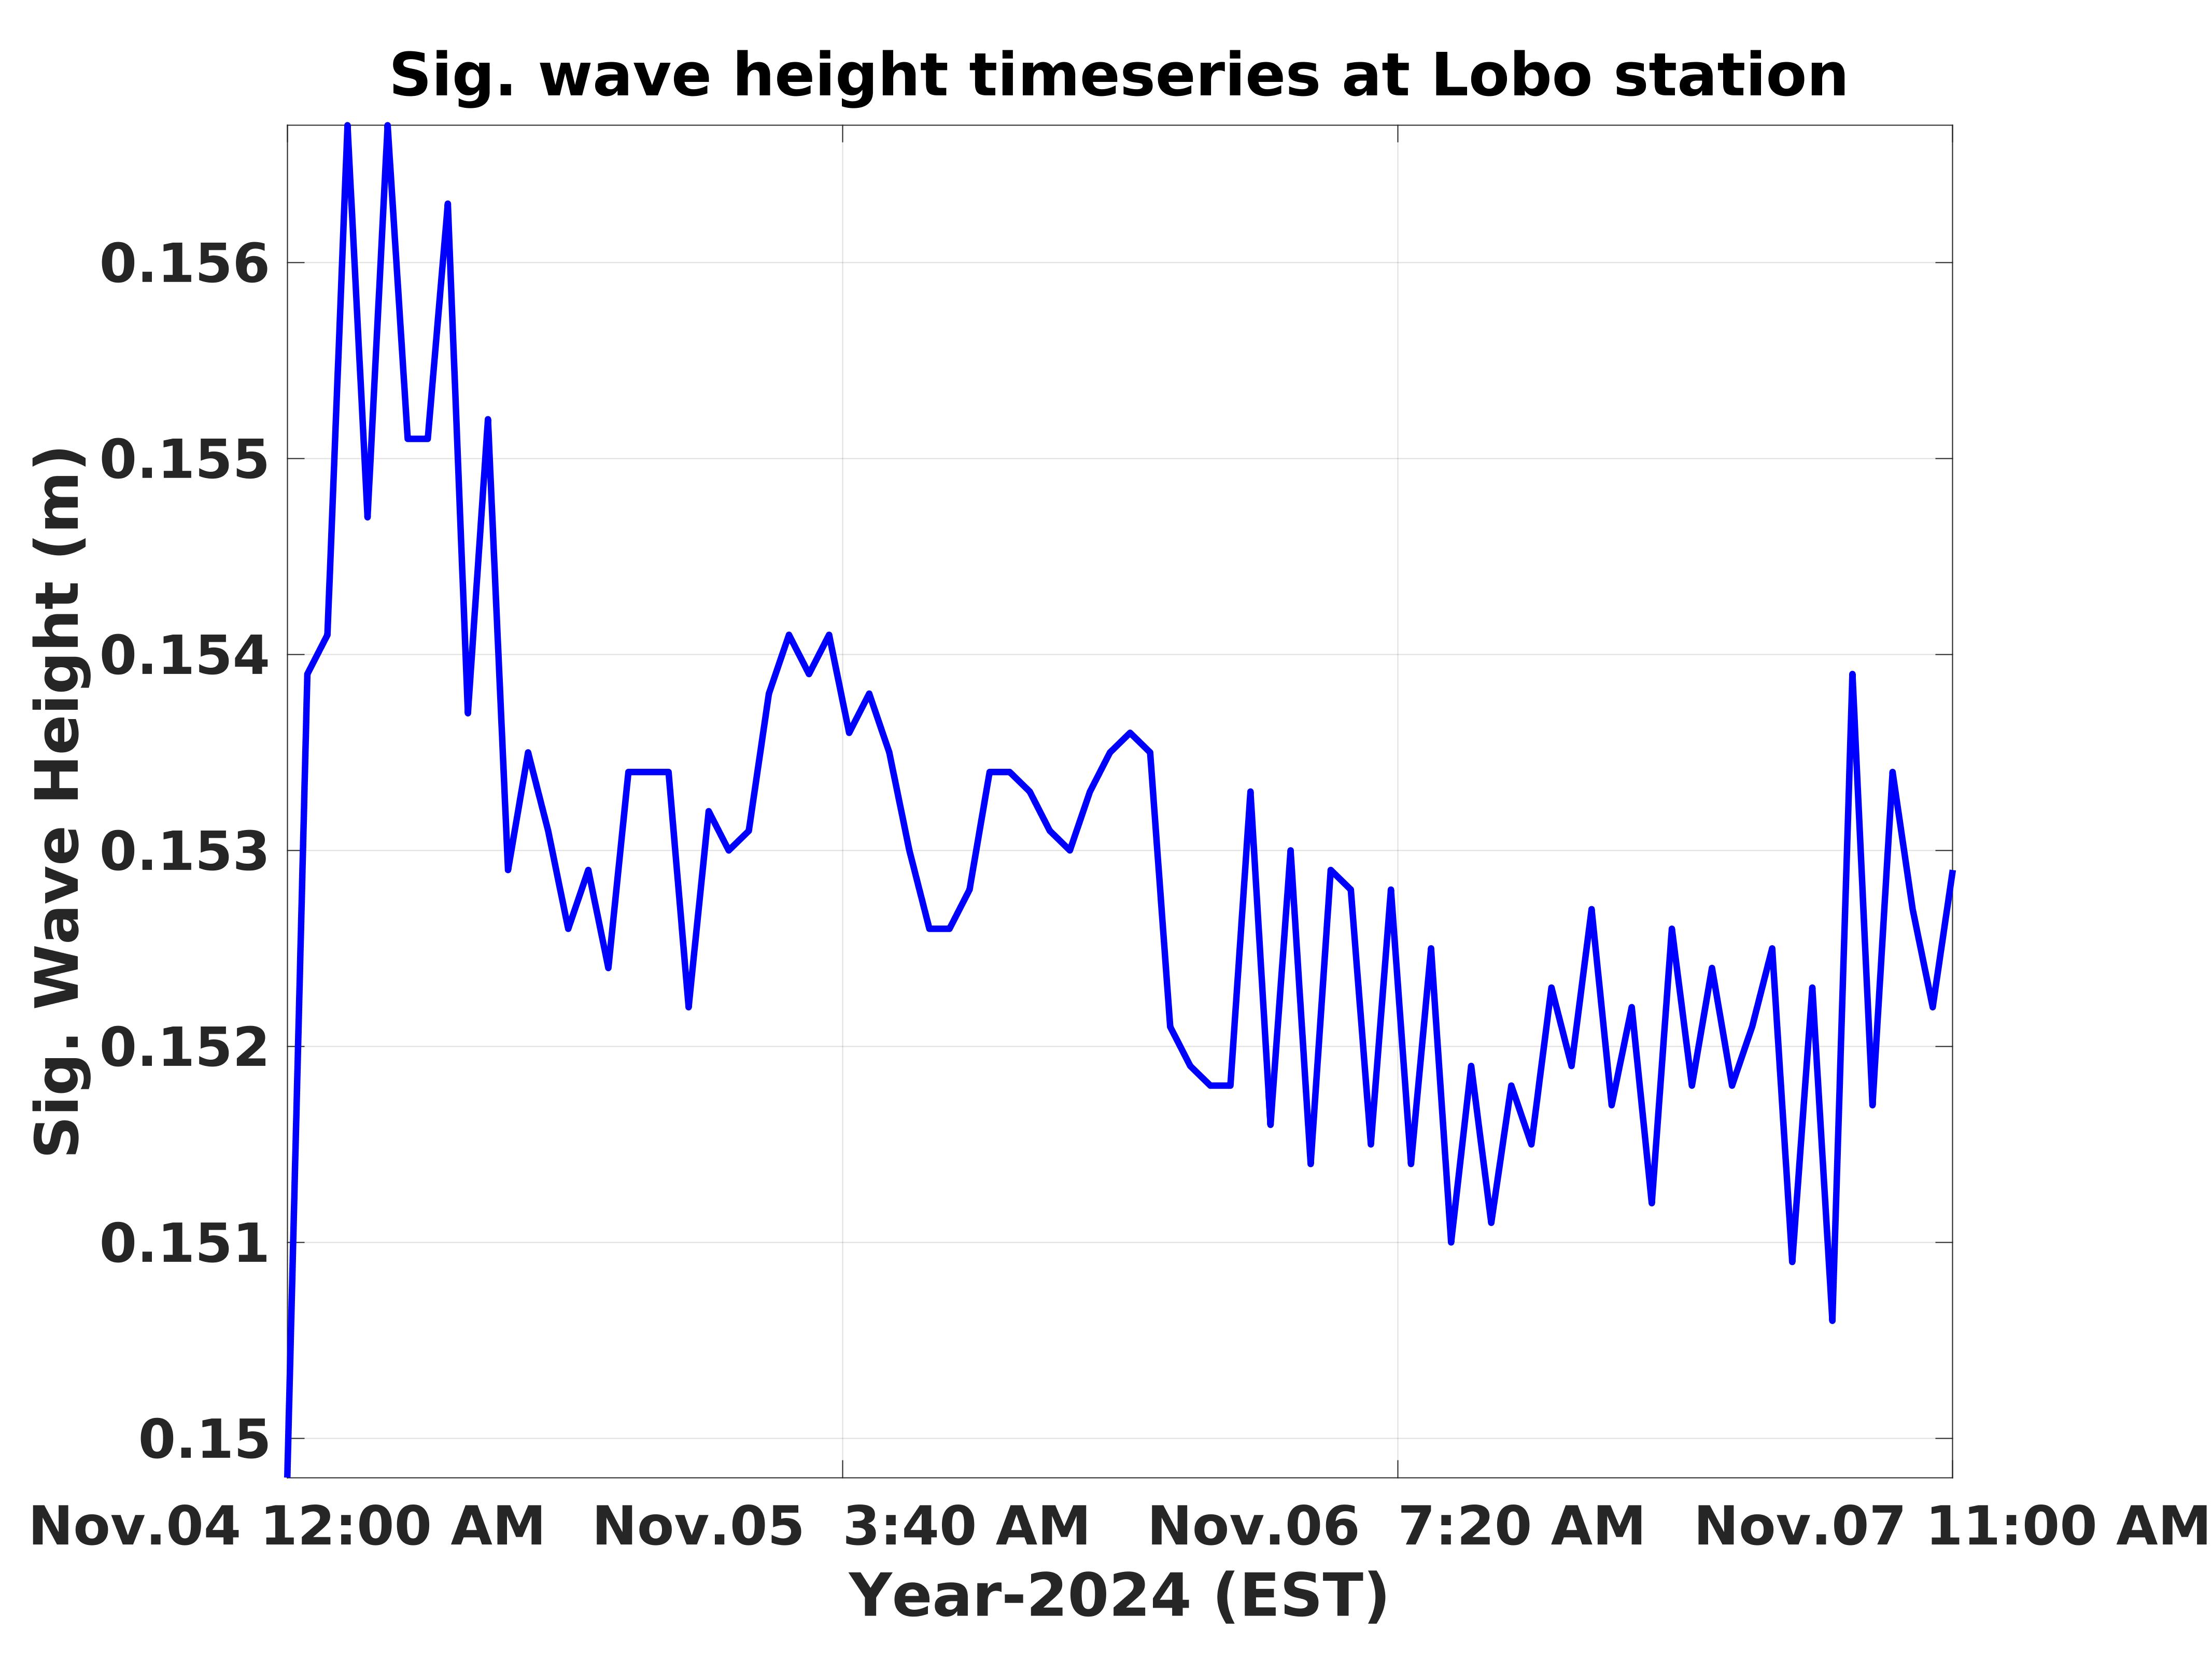 Sig. wave height timeseries at Lobo station
Sig. Wave Height (m)
0.156
0.155
0.154
0.153
0.152
0.151
0.15
Nov.04 12:00 AM Nov.05 3:40 AM Nov.06 7:20 AM Nov.07 11:00 AM
Year-2024 (EST)